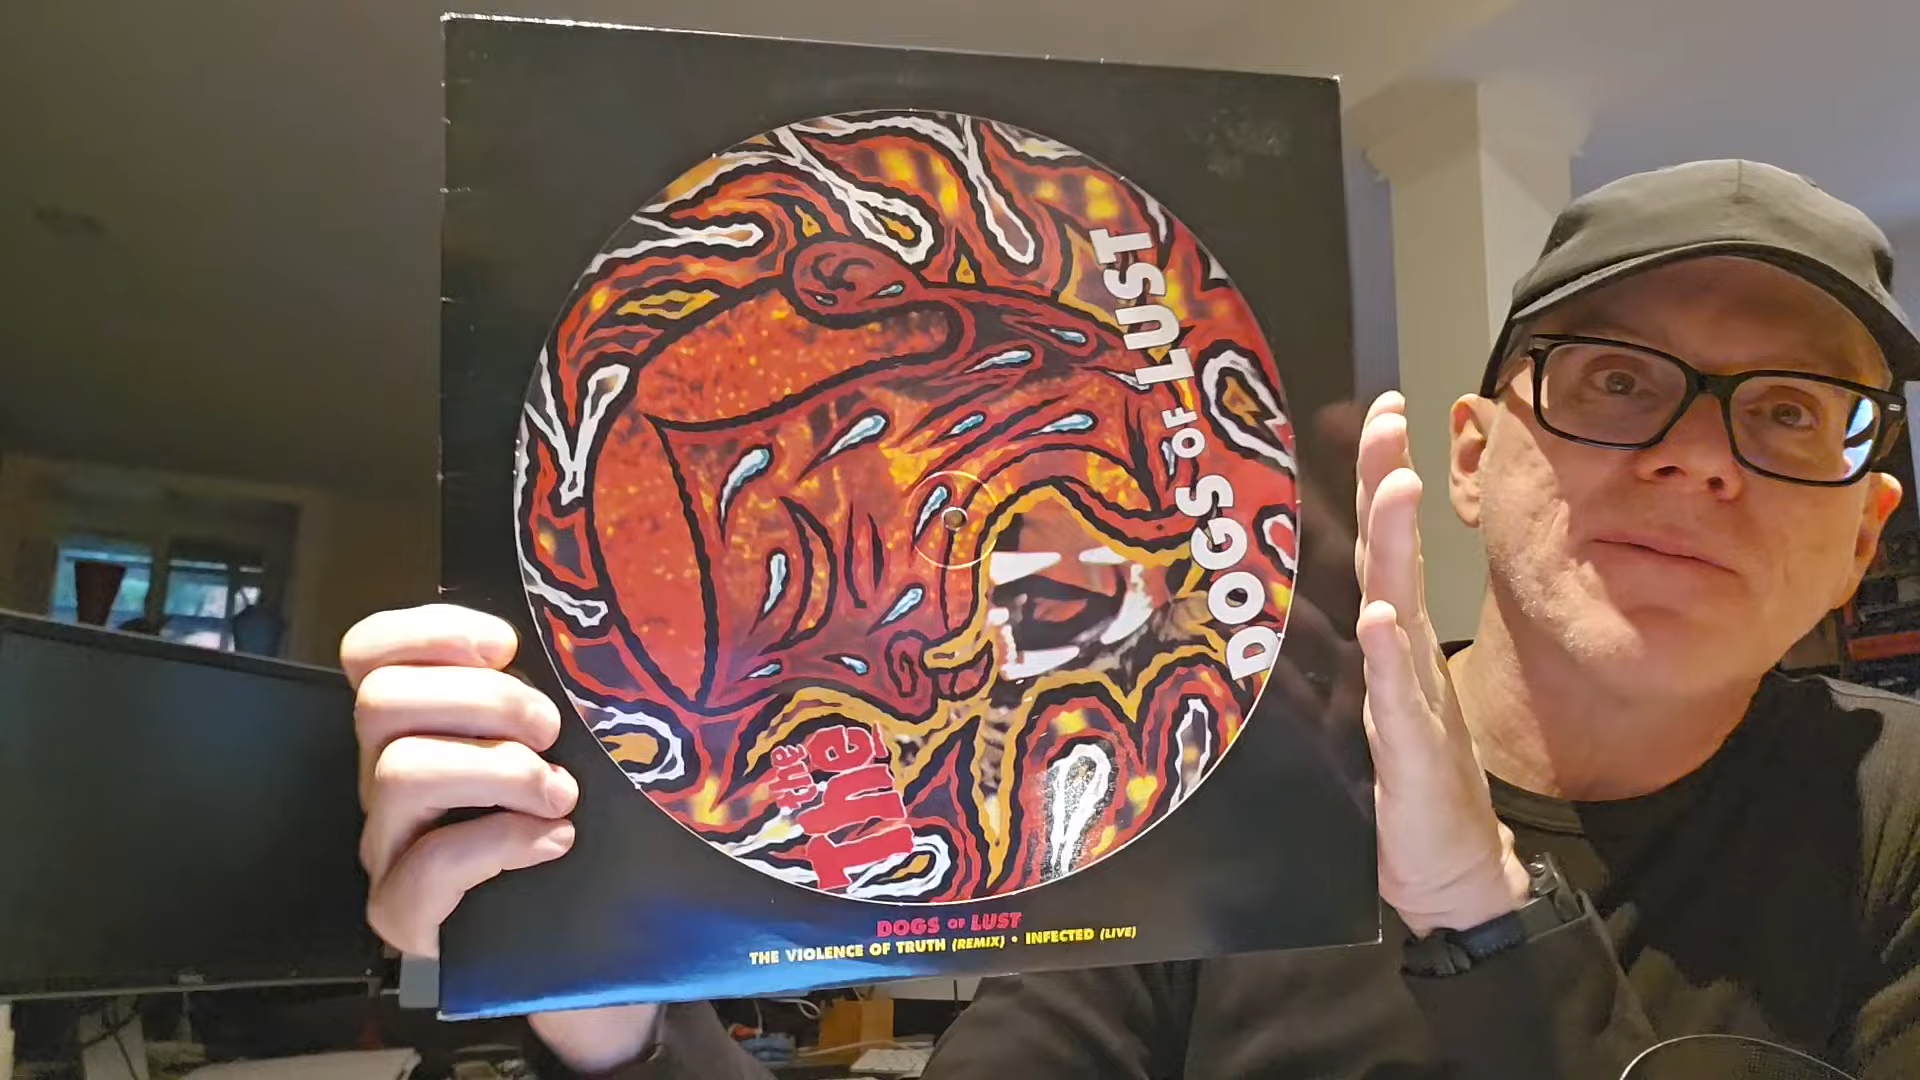 DOGS OF LUST
the
The
DOGS OF LUST
THE VIOLENCE OF TRUTH (REMIX) • INFECTED (LIVE)